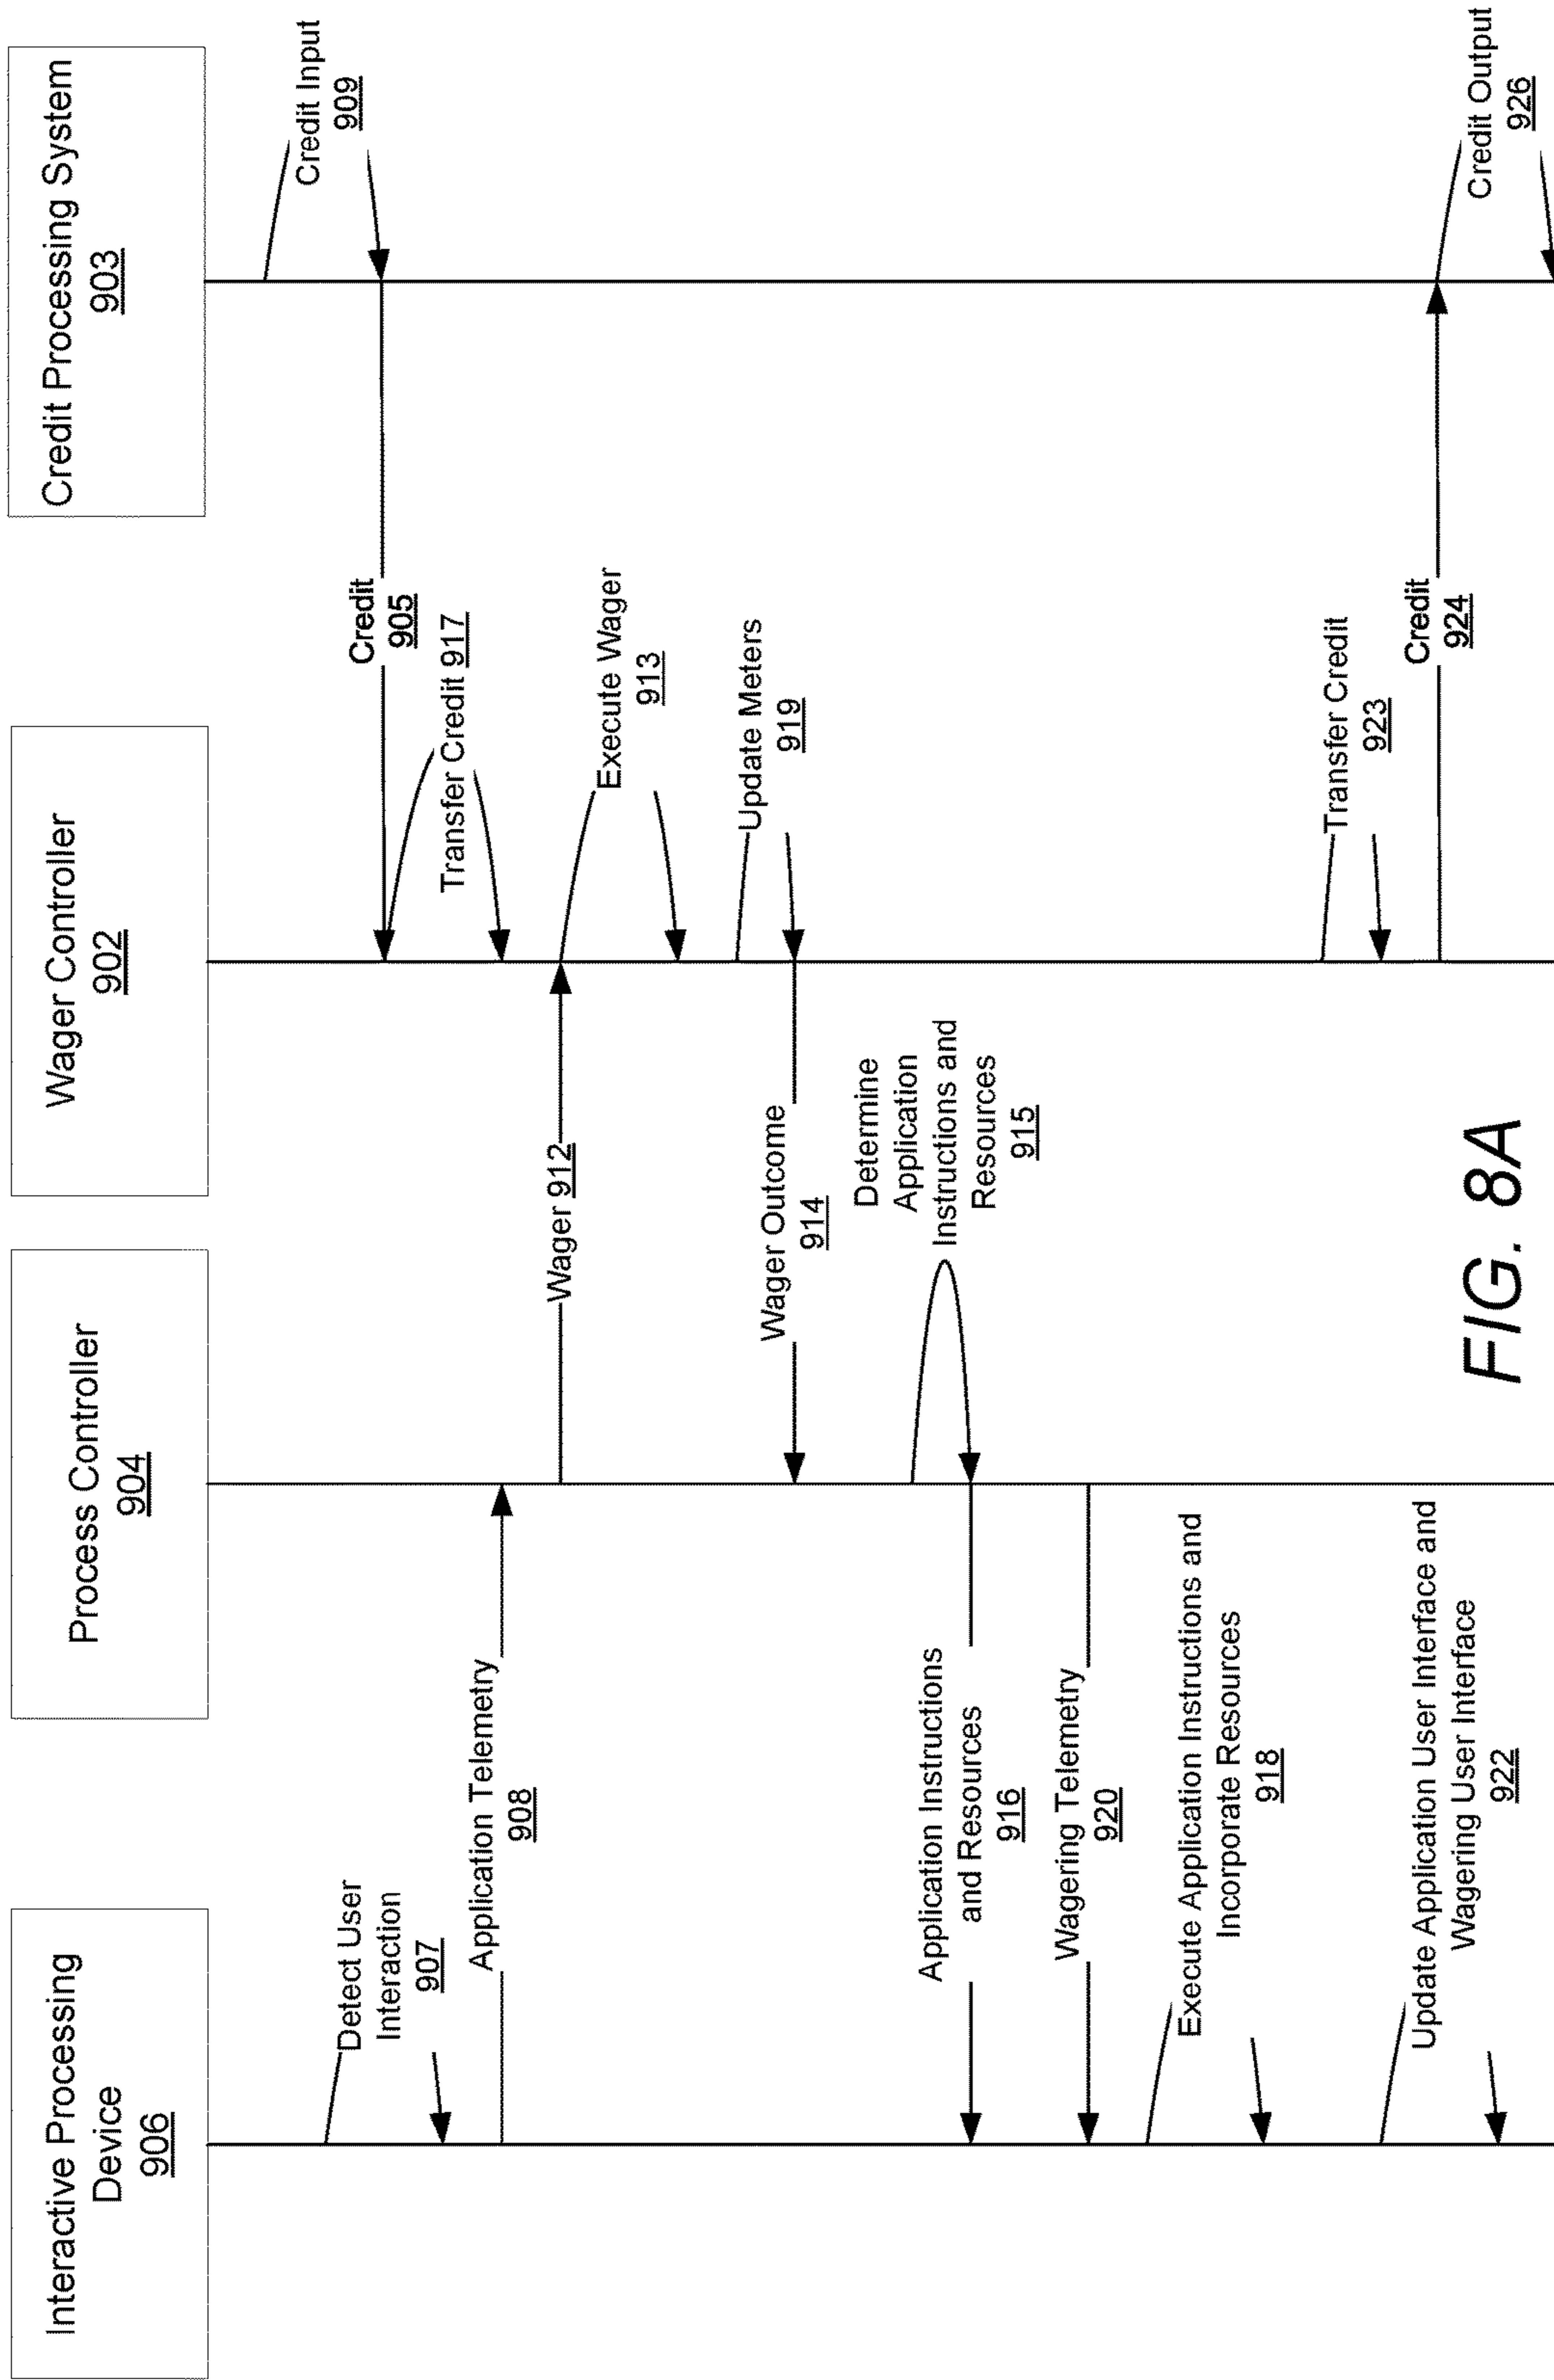 Interactive Processing
Device
906
Process Controller
904
Wager Controller
902
Credit Processing System
903
Credit Input
909
Detect User
Interaction
907
Credit
905
Transfer Credit 917
Application Telemetry
908
Wager 912
Execute Wager
913
Update Meters
919
Wager Outcome
914
Determine
Application
Instructions and
Resources
915
Application Instructions
and Resources
916
Wagering Telemetry
920
Execute Application Instructions and
Incorporate Resources
918
Transfer Credit
923
Update Application User Interface and
Wagering User Interface
922
Credit
924
Credit Output
926
FIG. 8A